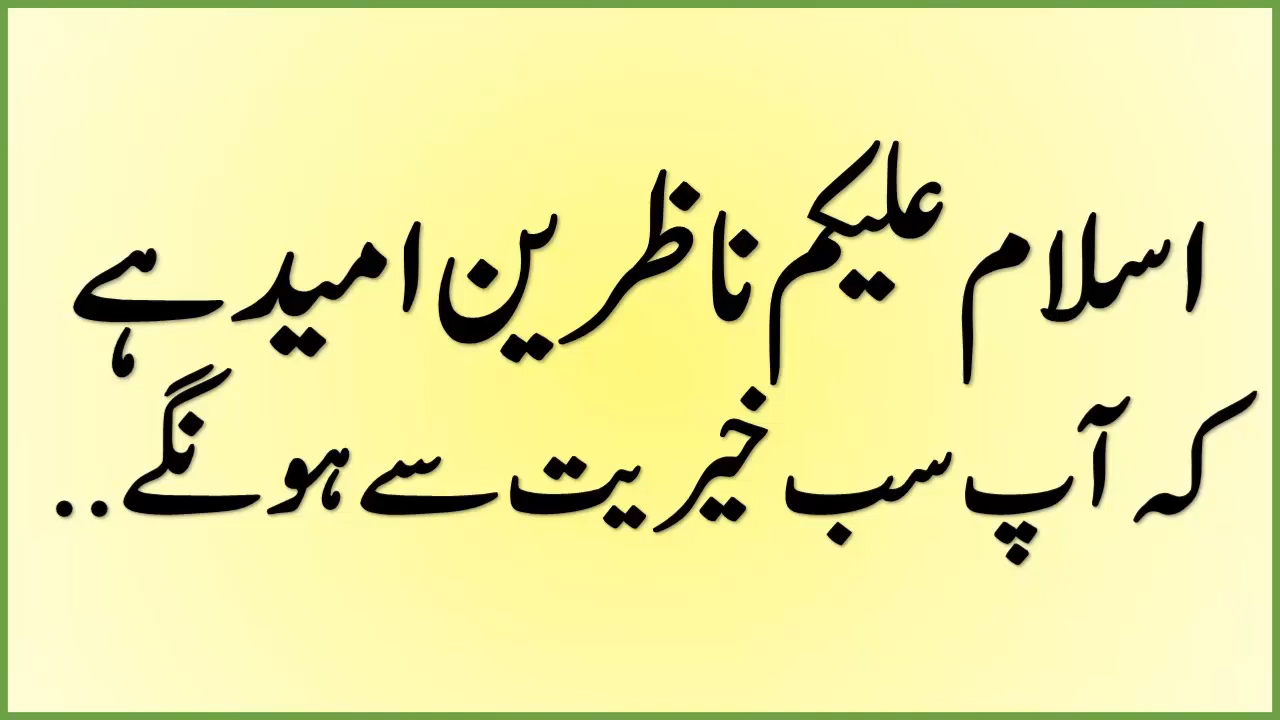 اسلام علیکم ناظرین امید ہے
کہ آپ سب خیریت سے ہونگے..